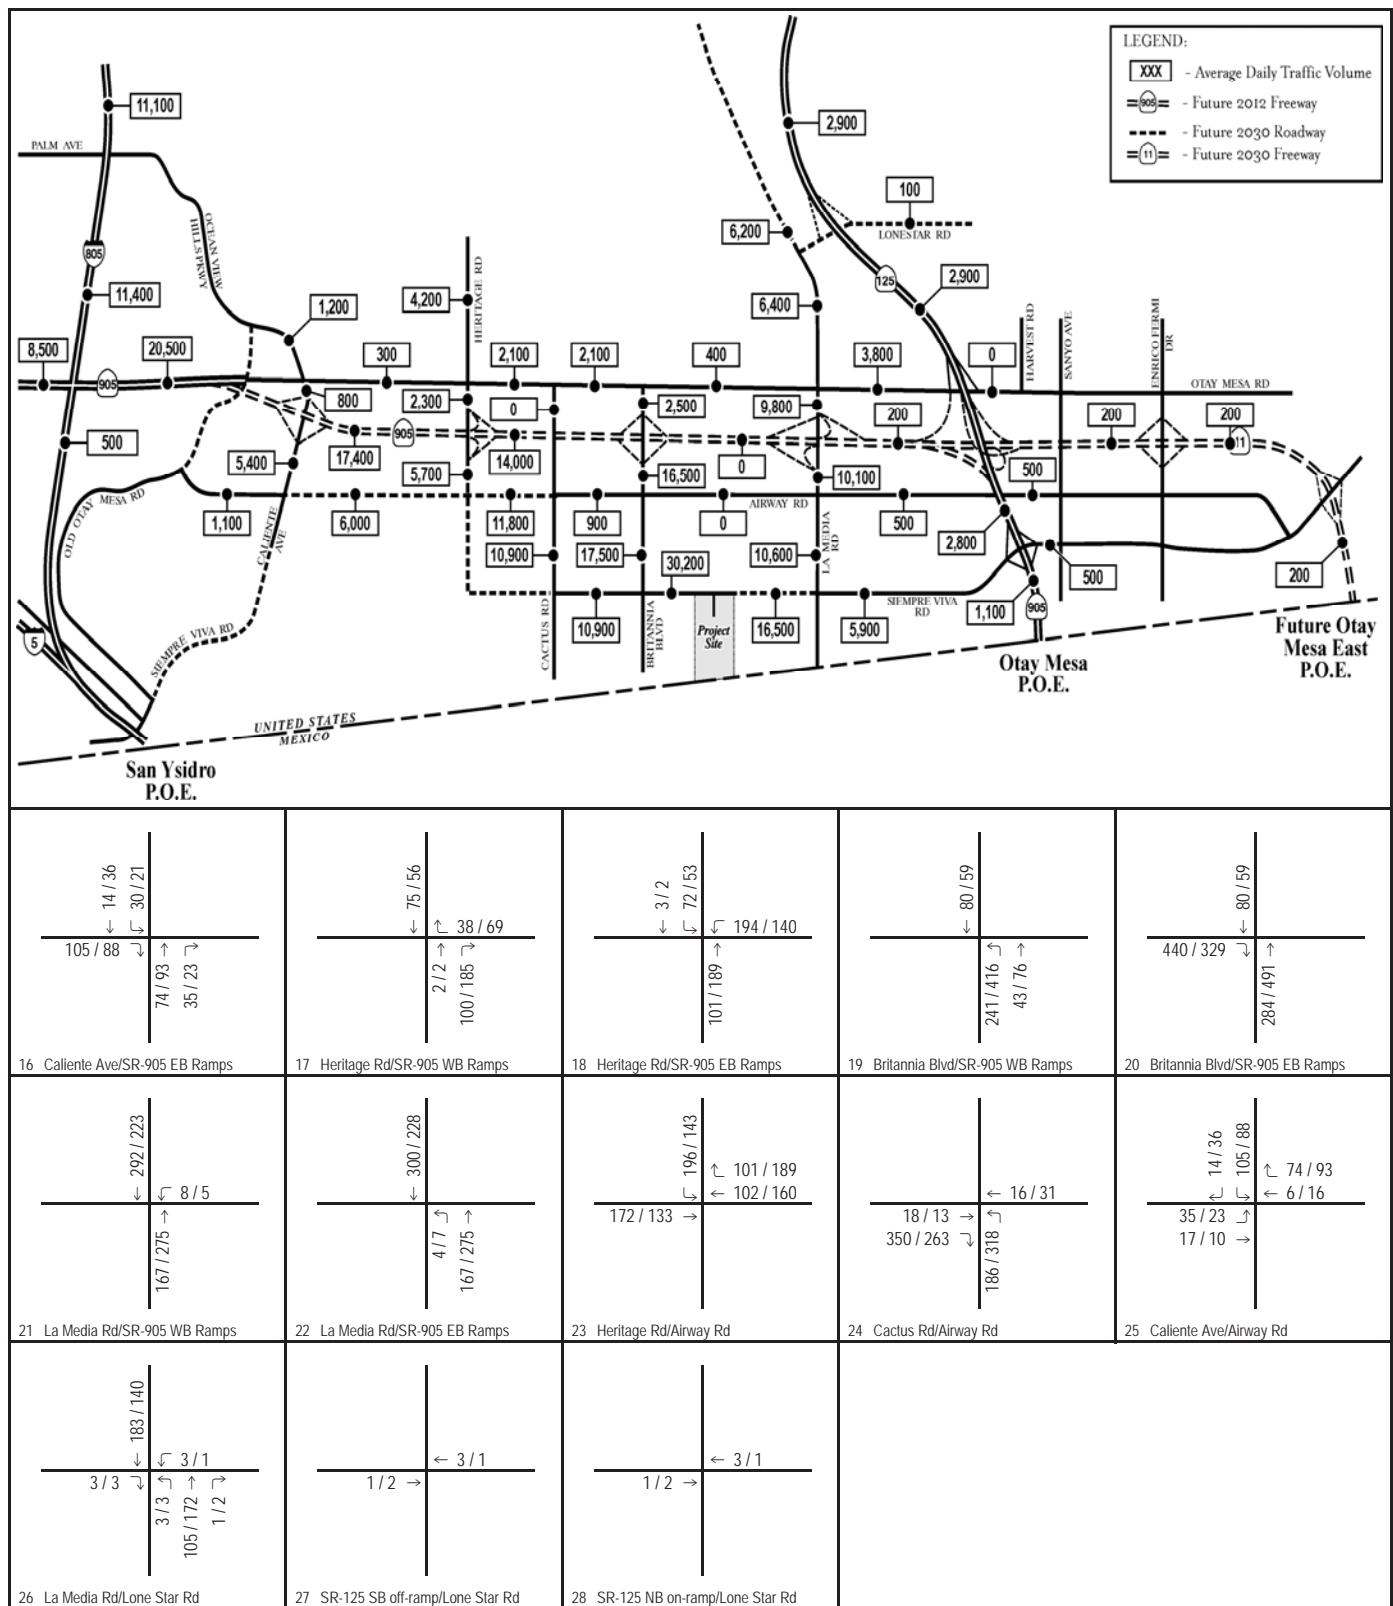 LEGEND:
XXX - Average Daily Traffic Volume
905 - Future 2012 Freeway
- Future 2030 Roadway
11 - Future 2030 Freeway
11,100
2,900
PALM AVE
100
OCEAN VIEW
HILLS PKWY
6,200
LONESTAR RD
805
HERITAGE RD
125
2,900
11,400
4,200
6,400
1,200
HARVEST RD
SANYO AVE
ENRICO FERMI
DR
8,500
20,500
300
2,100
2,100
400
3,800
0
905
OTAY MESA RD
800
2,300
0
2,500
9,800
200
200
200
500
905
11
5,400
17,400
5,700
14,000
16,500
0
10,100
500
OLD OTAY MESA RD
AIRWAY RD
1,100
6,000
11,800
900
0
500
CALIENTE
AVE
LA MEDIA
RD
10,900
17,500
30,200
10,600
2,800
500
200
SIEMPRE VIVA
RD
1,100
905
5
SIEMPRE VIVA RD
CACTUS RD
10,900
BRITANNIA
BLVD
Project
Site
16,500
5,900
Future Otay
Mesa East
P.O.E.
Otay Mesa
P.O.E.
UNITED STATES
MEXICO
San Ysidro
P.O.E.
14 / 36
30 / 21
105 / 88
74 / 93
35 / 23
16 Caliente Ave/SR-905 EB Ramps
75 / 56
38 / 69
2 / 2
100 / 185
17 Heritage Rd/SR-905 WB Ramps
3 / 2
72 / 53
194 / 140
101 / 189
18 Heritage Rd/SR-905 EB Ramps
80 / 59
241 / 416
43 / 76
19 Britannia Blvd/SR-905 WB Ramps
80 / 59
440 / 329
284 / 491
20 Britannia Blvd/SR-905 EB Ramps
292 / 223
8 / 5
167 / 275
21 La Media Rd/SR-905 WB Ramps
300 / 228
4 / 7
167 / 275
22 La Media Rd/SR-905 EB Ramps
196 / 143
101 / 189
102 / 160
172 / 133
23 Heritage Rd/Airway Rd
16 / 31
18 / 13
350 / 263
186 / 318
24 Cactus Rd/Airway Rd
14 / 36
105 / 88
74 / 93
6 / 16
35 / 23
17 / 10
25 Caliente Ave/Airway Rd
183 / 140
3 / 1
3 / 3
3 / 3
105 / 172
1 / 2
26 La Media Rd/Lone Star Rd
3 / 1
1 / 2
27 SR-125 SB off-ramp/Lone Star Rd
3 / 1
1 / 2
28 SR-125 NB on-ramp/Lone Star Rd